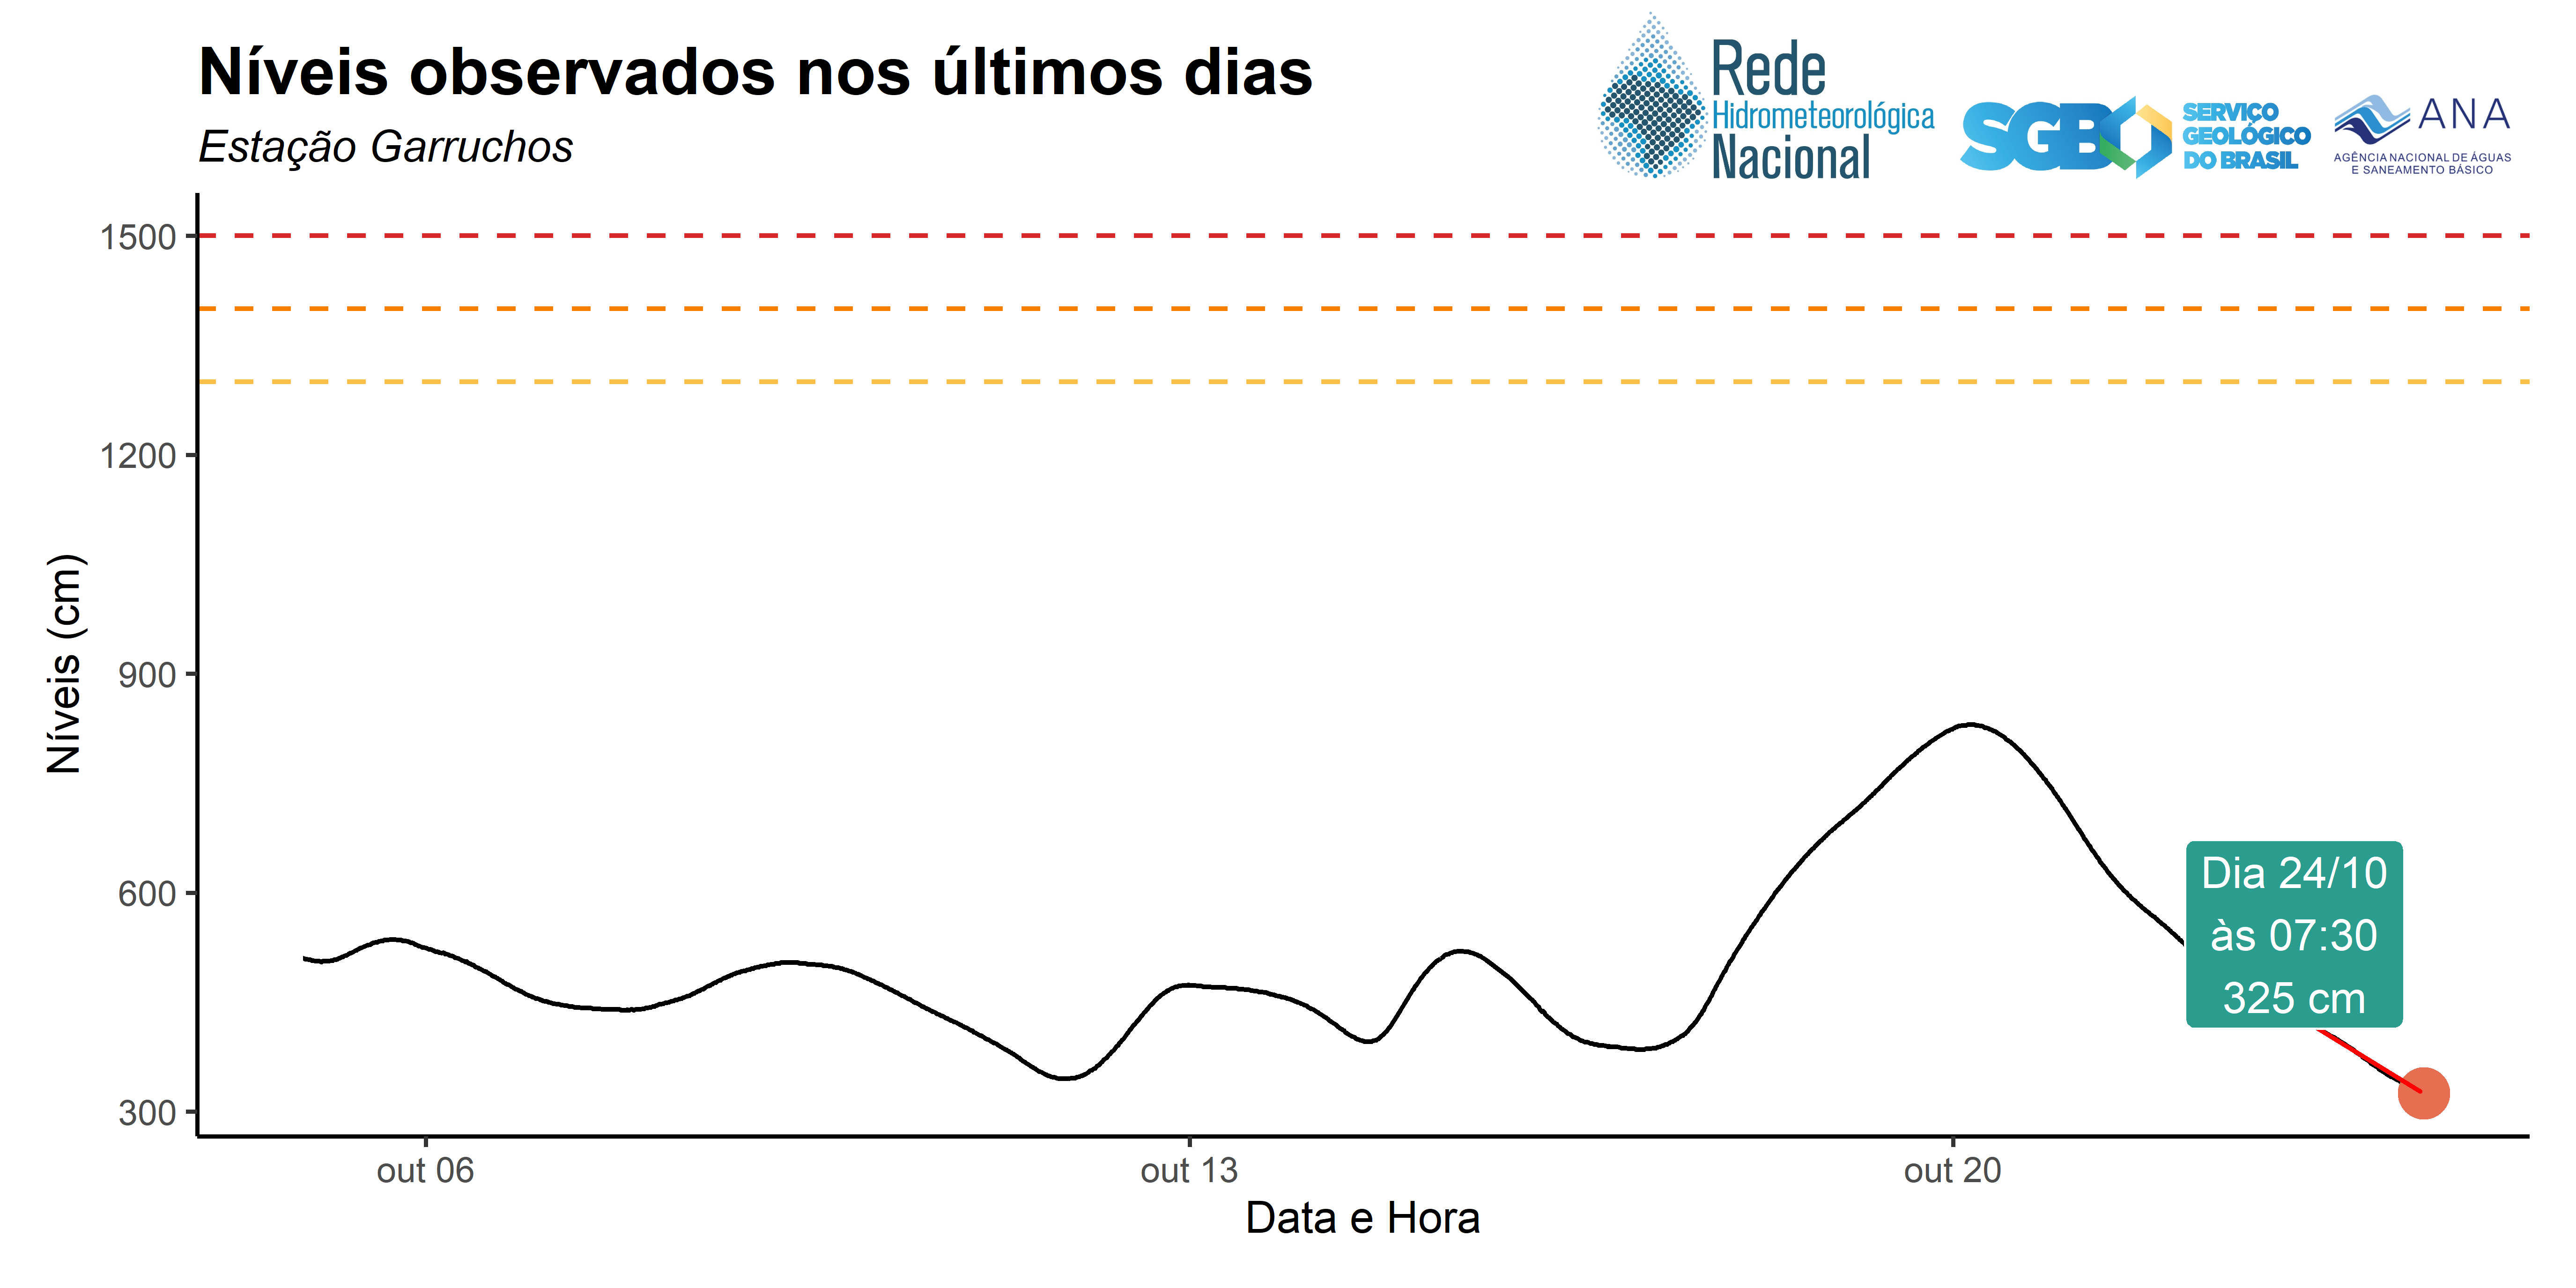 Níveis observados nos últimos dias
Estação Garruchos
Rede
Hidrometeorológica
Nacional
SGB
SERVIÇO
GEOLÓGICO
DO BRASIL
ANA
AGÊNCIA NACIONAL DE ÁGUAS
E SANEAMENTO BÁSICO
Níveis (cm)
1500
1200
900
600
300
Dia 24/10
às 07:30
325 cm
out 06
out 13
out 20
Data e Hora